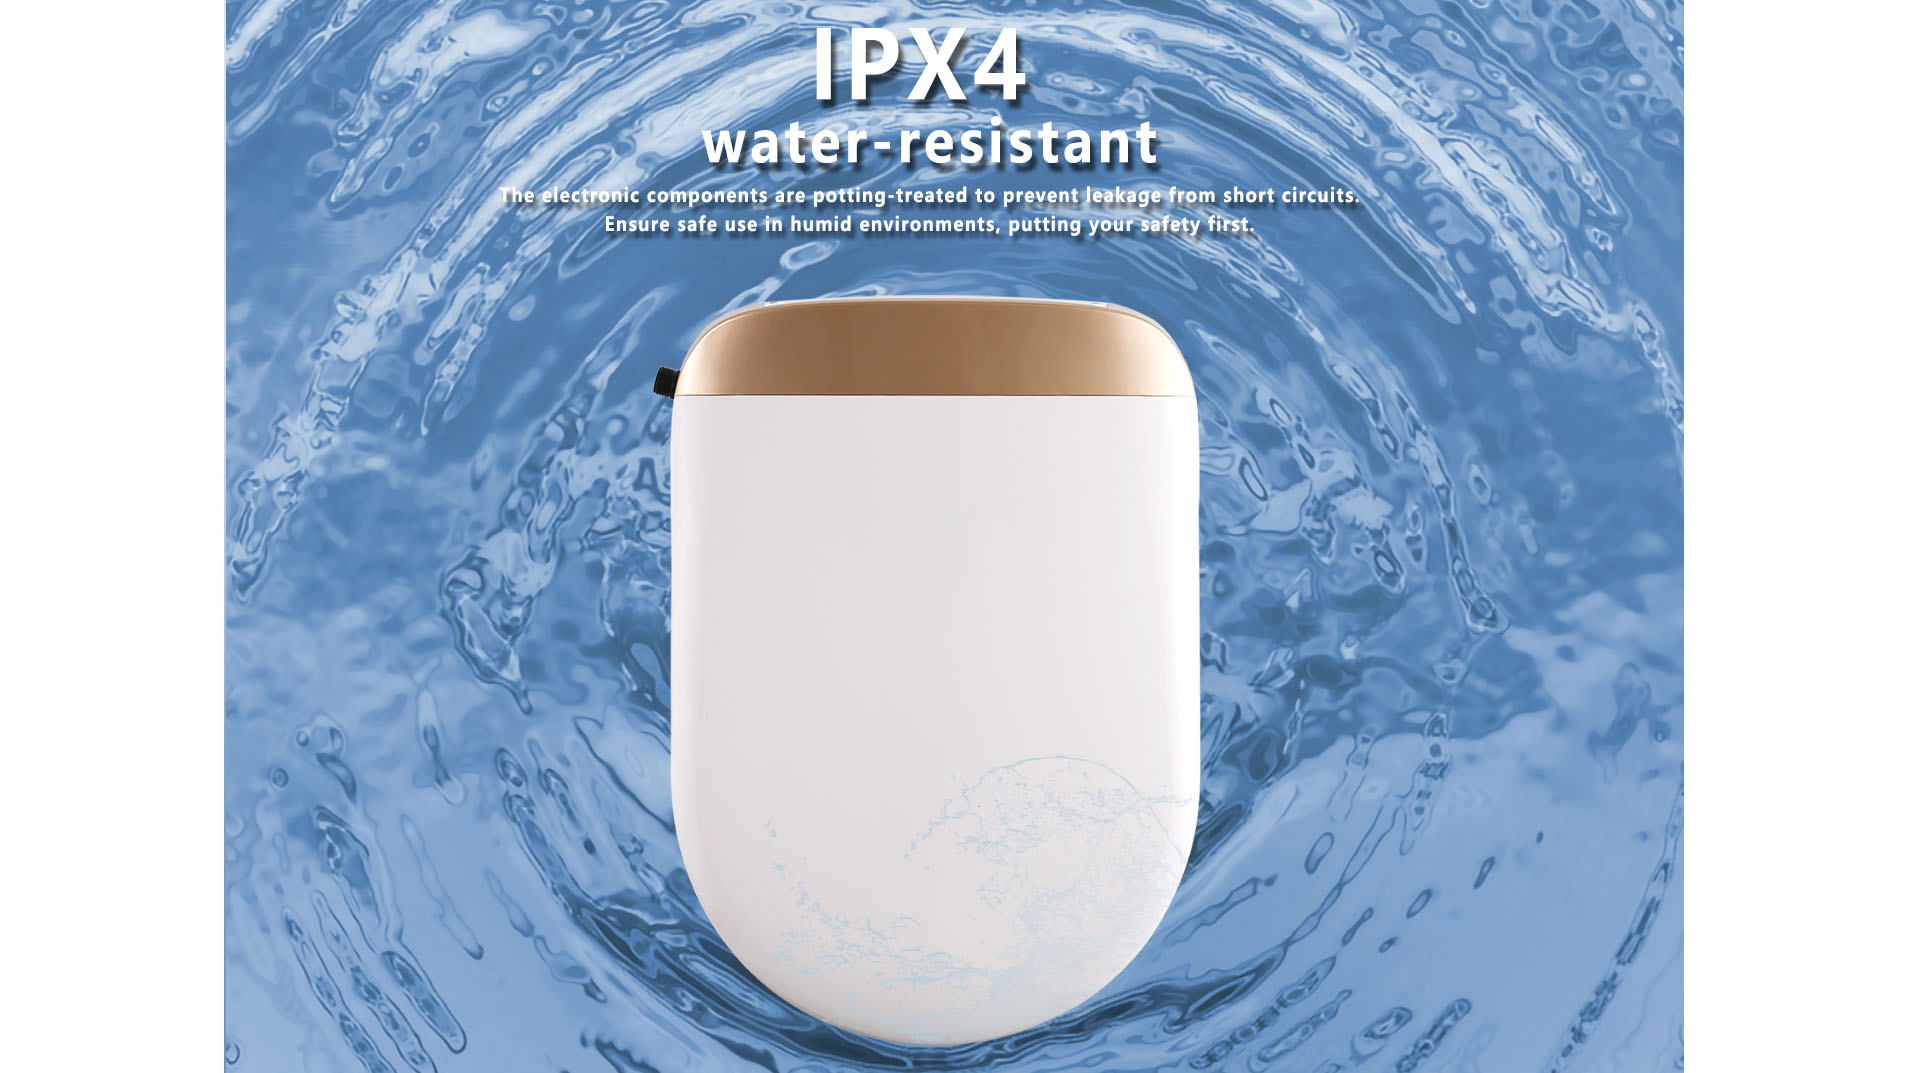 IPX4
water-resistant
The electronic components are potting-treated to prevent leakage from short circuits.
Ensure safe use in humid environments, putting your safety first.